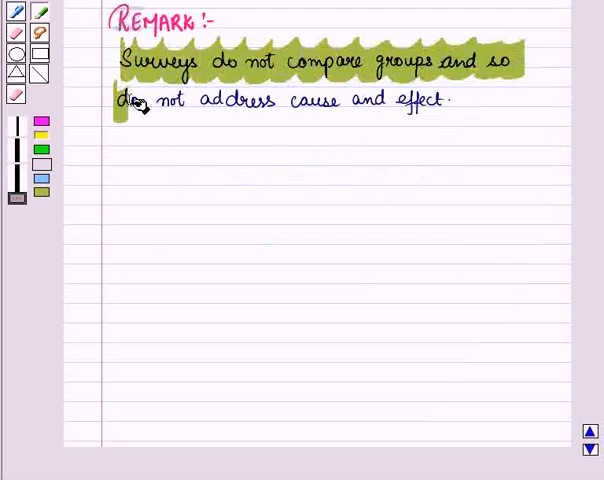 REMARK :-
Surveys do not compare groups and so
do not address cause and effect.